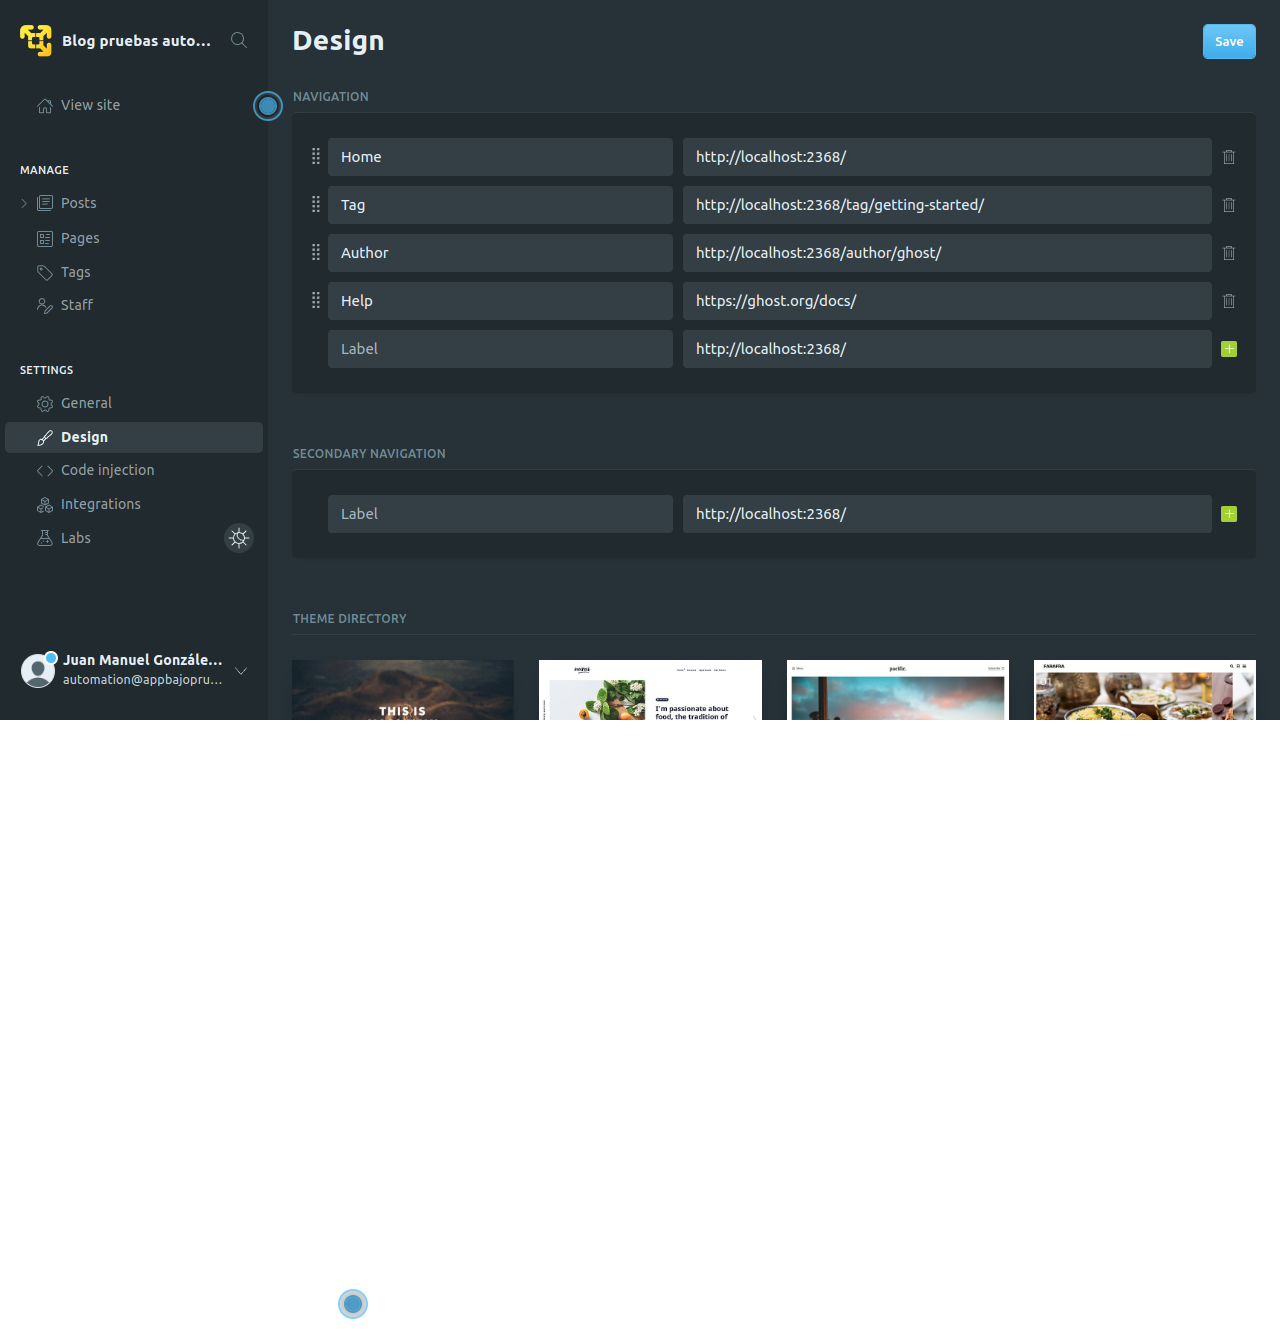 Blog pruebas auto...
Design
Save
View site
NAVIGATION
Home
http://localhost:2368/
Tag
http://localhost:2368/tag/getting-started/
Author
http://localhost:2368/author/ghost/
Help
https://ghost.org/docs/
Label
http://localhost:2368/
MANAGE
Posts
Pages
Tags
Staff
SETTINGS
General
Design
Code injection
Integrations
Labs
SECONDARY NAVIGATION
Label
http://localhost:2368/
THEME DIRECTORY
THIS IS
I'm passionate about
food, the tradition of
pacific.
Juan Manuel Gonzále...
automation@appbajopru...